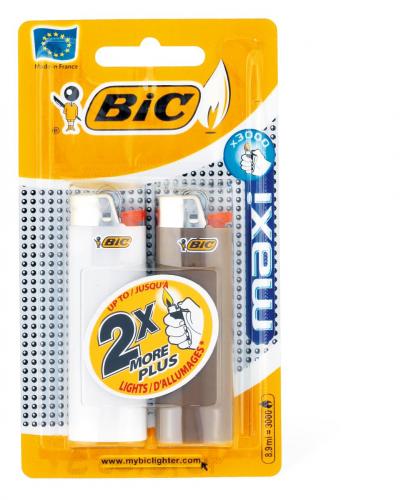 Made in France
BiC
®
x3000
maxi
BiC
BiC
UP TO / JUSQU'A
2x
MORE
PLUS
LIGHTS / D'ALLUMAGES*
8.9ml = 3000
www.mybiclighter.com